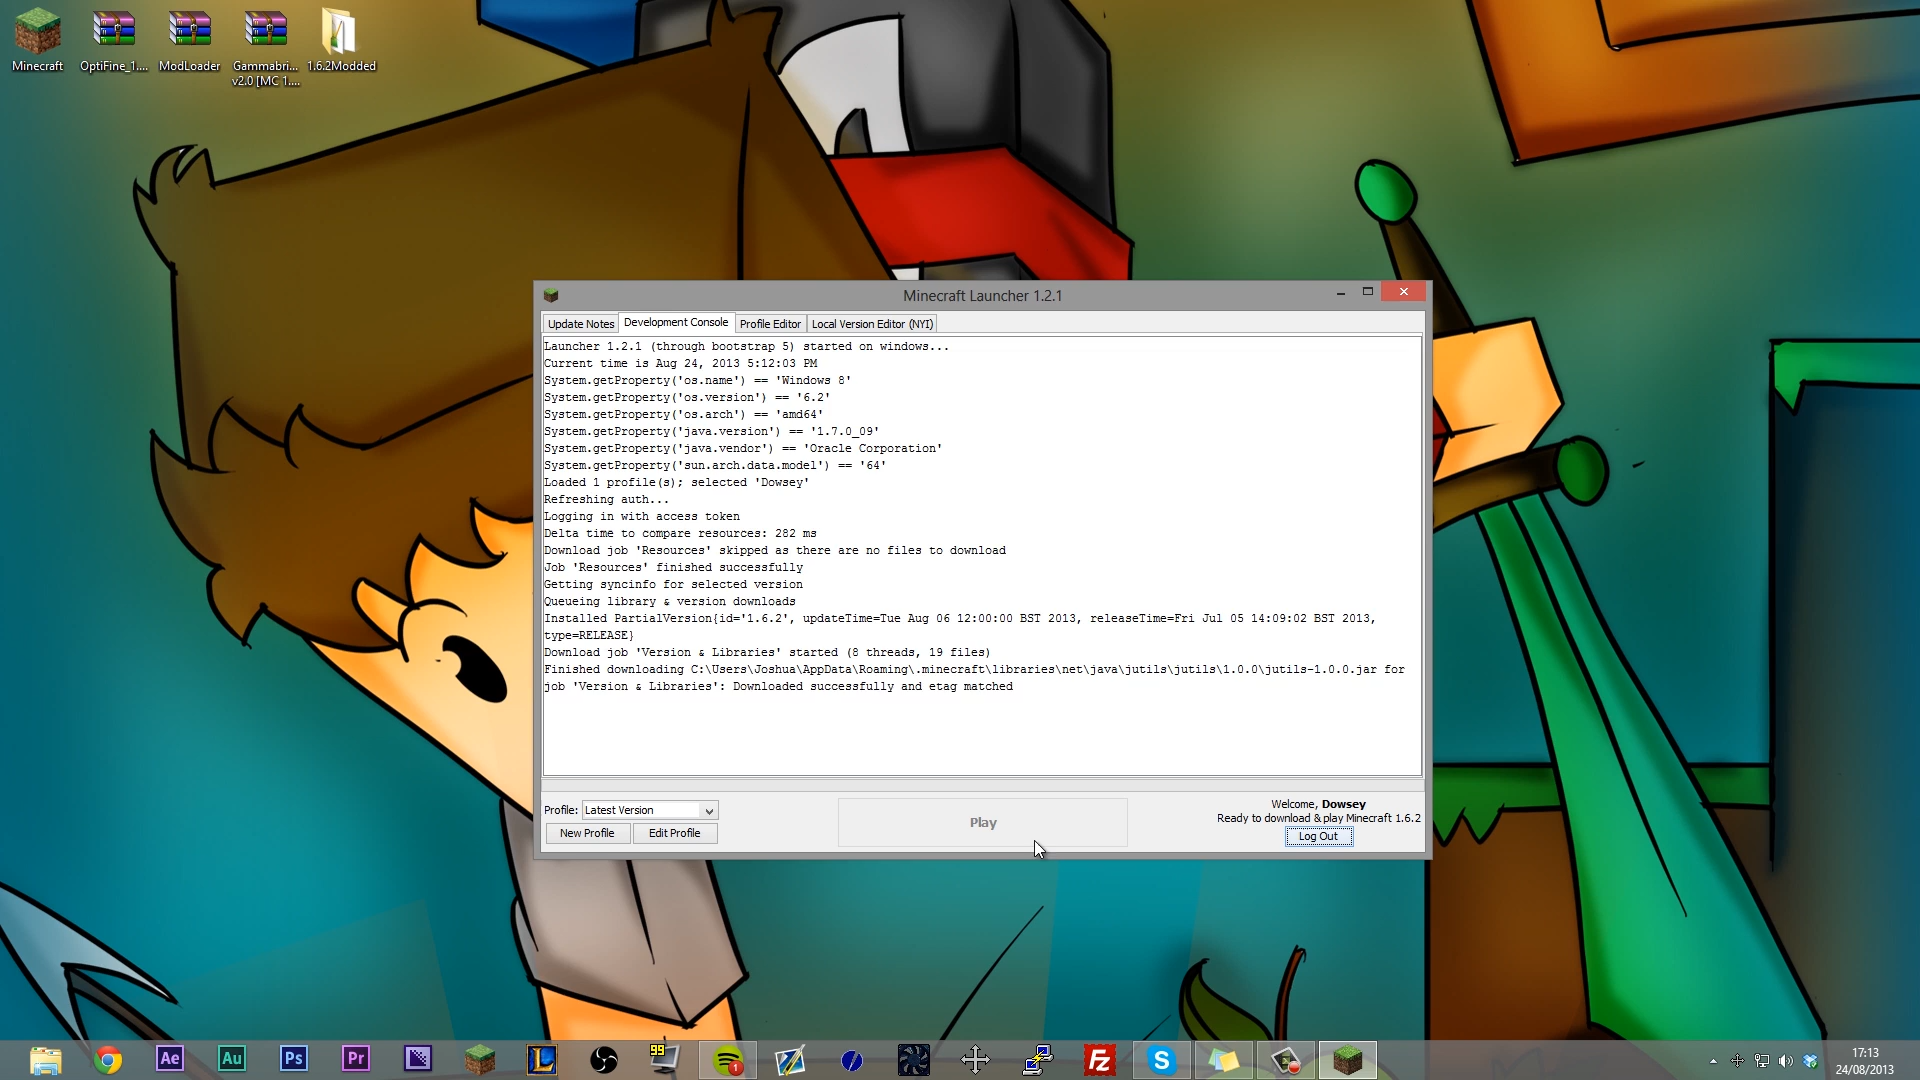 Minecraft
OptiFine_1....
ModLoader
Gammabri...
v2.0 [MC 1....
1.6.2Modded
Minecraft Launcher 1.2.1
Update Notes
Development Console
Profile Editor
Local Version Editor (NYI)
Launcher 1.2.1 (through bootstrap 5) started on windows...
Current time is Aug 24, 2013 5:12:03 PM
System.getProperty('os.name') == 'Windows 8'
System.getProperty('os.version') == '6.2'
System.getProperty('os.arch') == 'amd64'
System.getProperty('java.version') == '1.7.0_09'
System.getProperty('java.vendor') == 'Oracle Corporation'
System.getProperty('sun.arch.data.model') == '64'
Loaded 1 profile(s); selected 'Dowsey'
Refreshing auth...
Logging in with access token
Delta time to compare resources: 282 ms
Download job 'Resources' skipped as there are no files to download
Job 'Resources' finished successfully
Getting syncinfo for selected version
Queueing library & version downloads
Installed PartialVersion{id='1.6.2', updateTime=Tue Aug 06 12:00:00 BST 2013, releaseTime=Fri Jul 05 14:09:02 BST 2013,
type=RELEASE}
Download job 'Version & Libraries' started (8 threads, 19 files)
Finished downloading C:\Users\Joshua\AppData\Roaming\.minecraft\libraries\net\java\jutils\jutils\1.0.0\jutils-1.0.0.jar for
job 'Version & Libraries': Downloaded successfully and etag matched
Profile: Latest Version
New Profile
Edit Profile
Play
Welcome, Dowsey
Ready to download & play Minecraft 1.6.2
Log Out
Ae
Au
Ps
Pr
L
99
1
Fz
S
17:13
24/08/2013